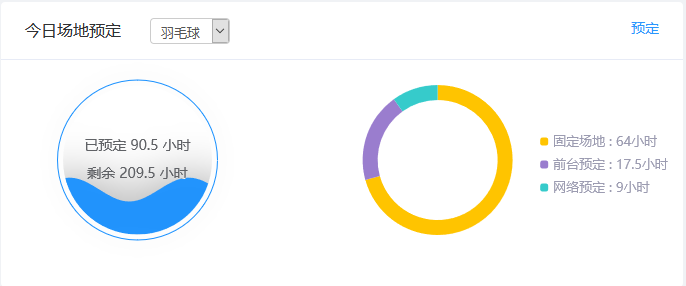 今日场地预定 羽毛球 预定
已预定 90.5 小时
剩余 209.5 小时
固定场地 : 64小时
前台预定 : 17.5小时
网络预定 : 9小时